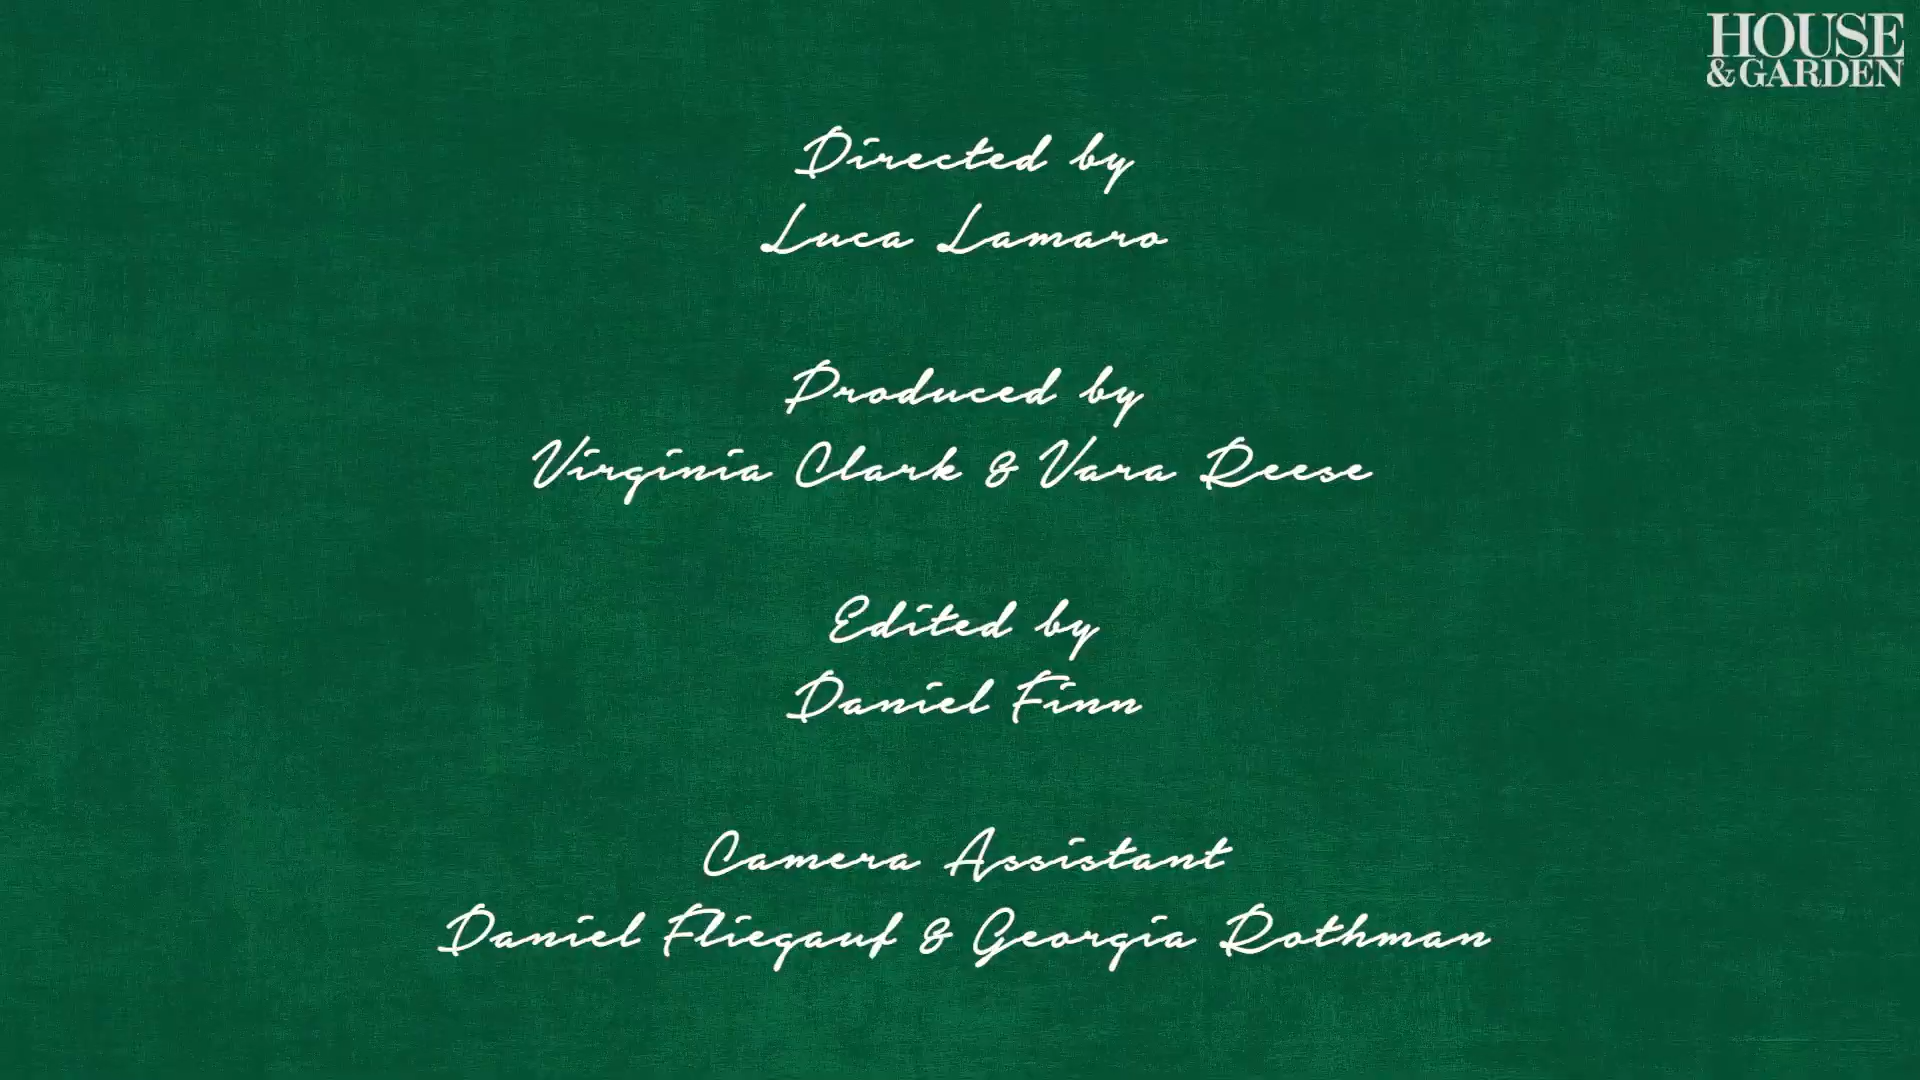 HOUSE
& GARDEN
Directed by
Luca Lamaro
Produced by
Virginia Clark & Vara Reese
Edited by
Daniel Finn
Camera Assistant
Daniel Fliegauf & Georgia Rothman